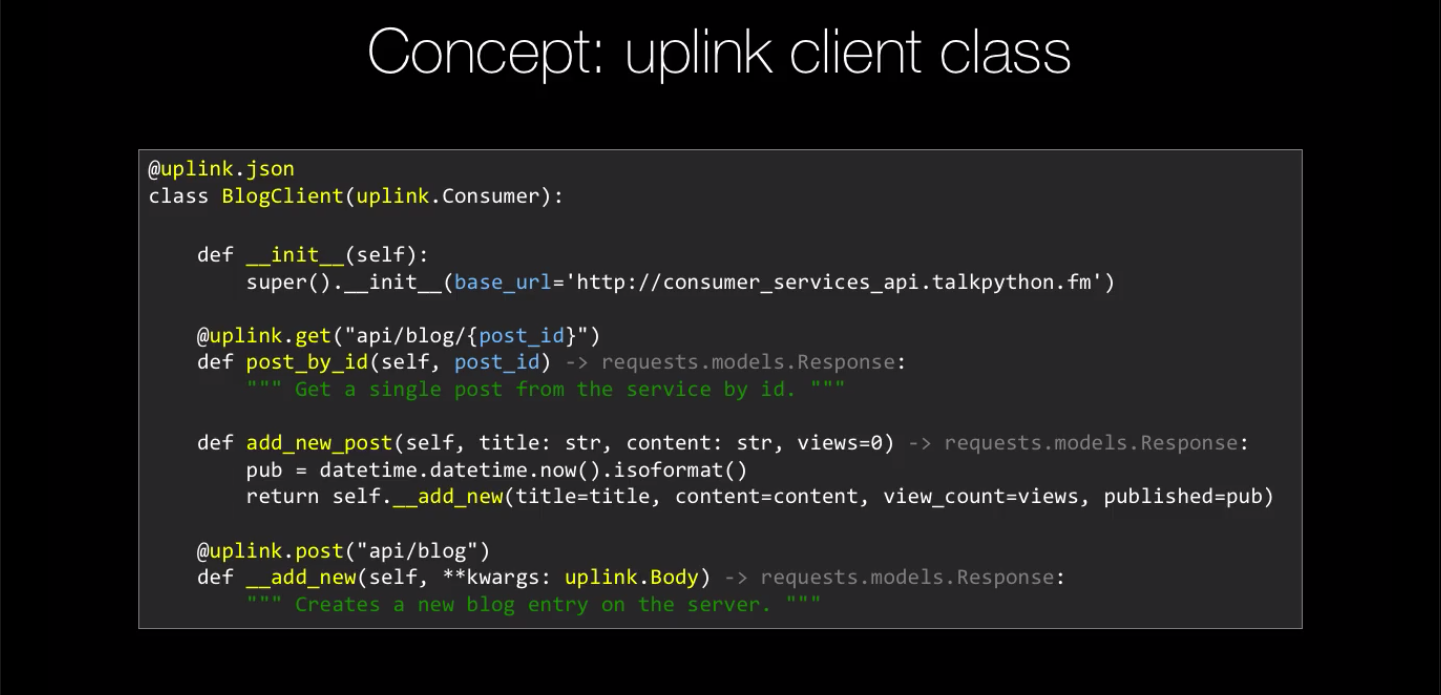 Concept: uplink client class
@uplink.json
class BlogClient(uplink.Consumer):
def __init__(self):
super().__init__(base_url='http://consumer_services_api.talkpython.fm')
@uplink.get("api/blog/{post_id}")
def post_by_id(self, post_id) -> requests.models.Response:
""" Get a single post from the service by id. """
def add_new_post(self, title: str, content: str, views=0) -> requests.models.Response:
pub = datetime.datetime.now().isoformat()
return self.__add_new(title=title, content=content, view_count=views, published=pub)
@uplink.post("api/blog")
def __add_new(self, **kwargs: uplink.Body) -> requests.models.Response:
""" Creates a new blog entry on the server. """